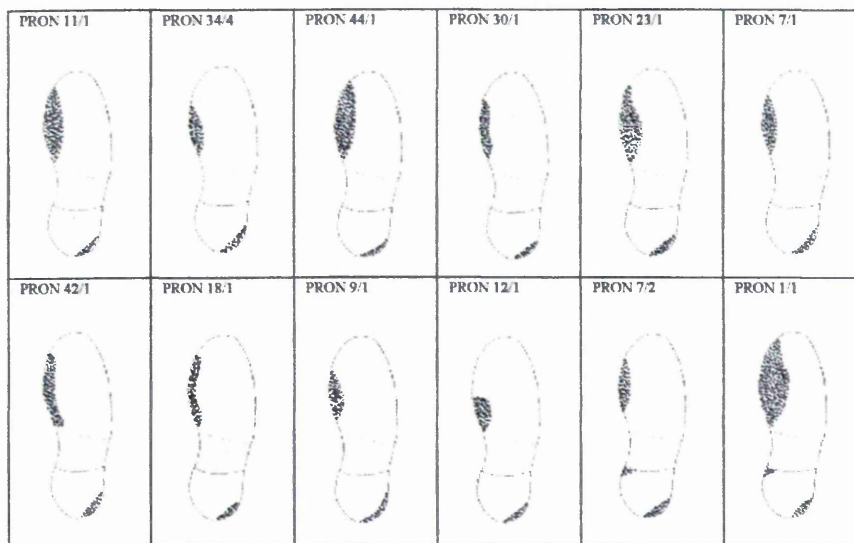 PRON 11/1
PRON 34/4
PRON 44/1
PRON 30/1
PRON 23/1
PRON 7/1
PRON 42/1
PRON 18/1
PRON 9/1
PRON 12/1
PRON 7/2
PRON 1/1